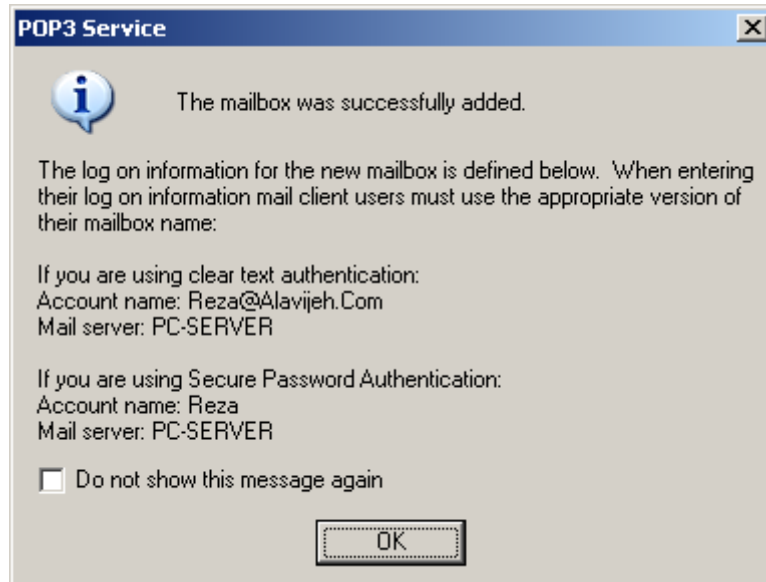 POP3 Service
The mailbox was successfully added.
The log on information for the new mailbox is defined below.  When entering
their log on information mail client users must use the appropriate version of
their mailbox name:
If you are using clear text authentication:
Account name: Reza@Alavijeh.Com
Mail server: PC-SERVER
If you are using Secure Password Authentication:
Account name: Reza
Mail server: PC-SERVER
Do not show this message again
OK